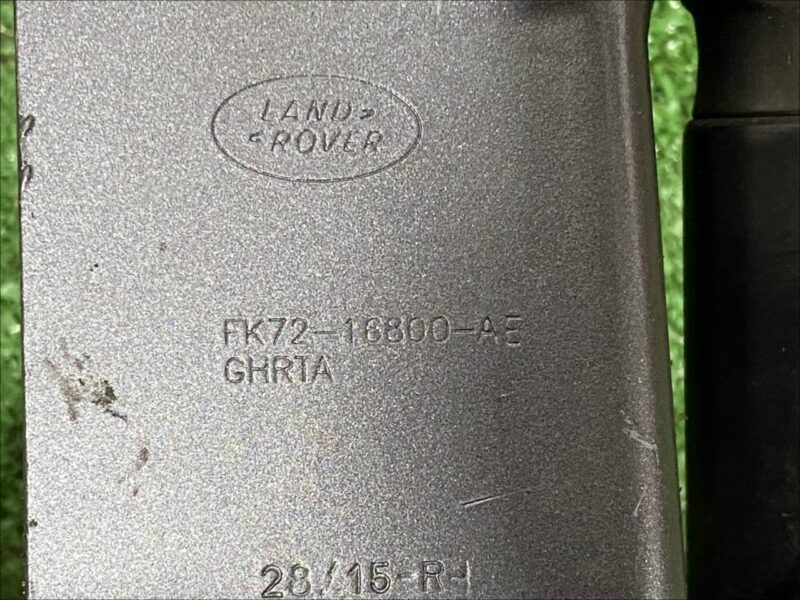 LAND
ROVER
FK72-16800-AE
GHRTA
28/15-RH